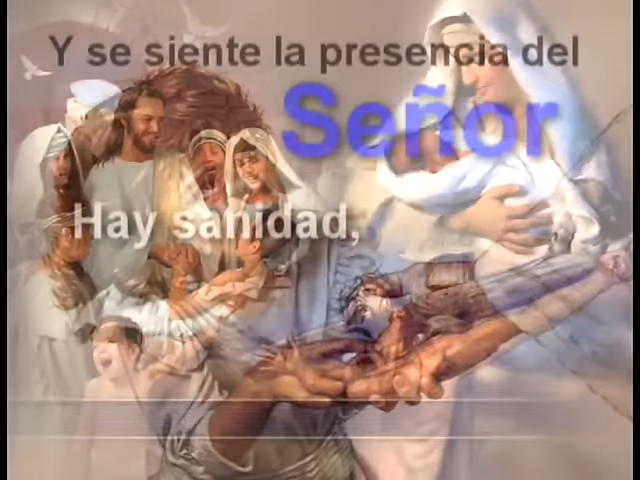 Y se siente la presencia del
Señor
Hay sanidad,